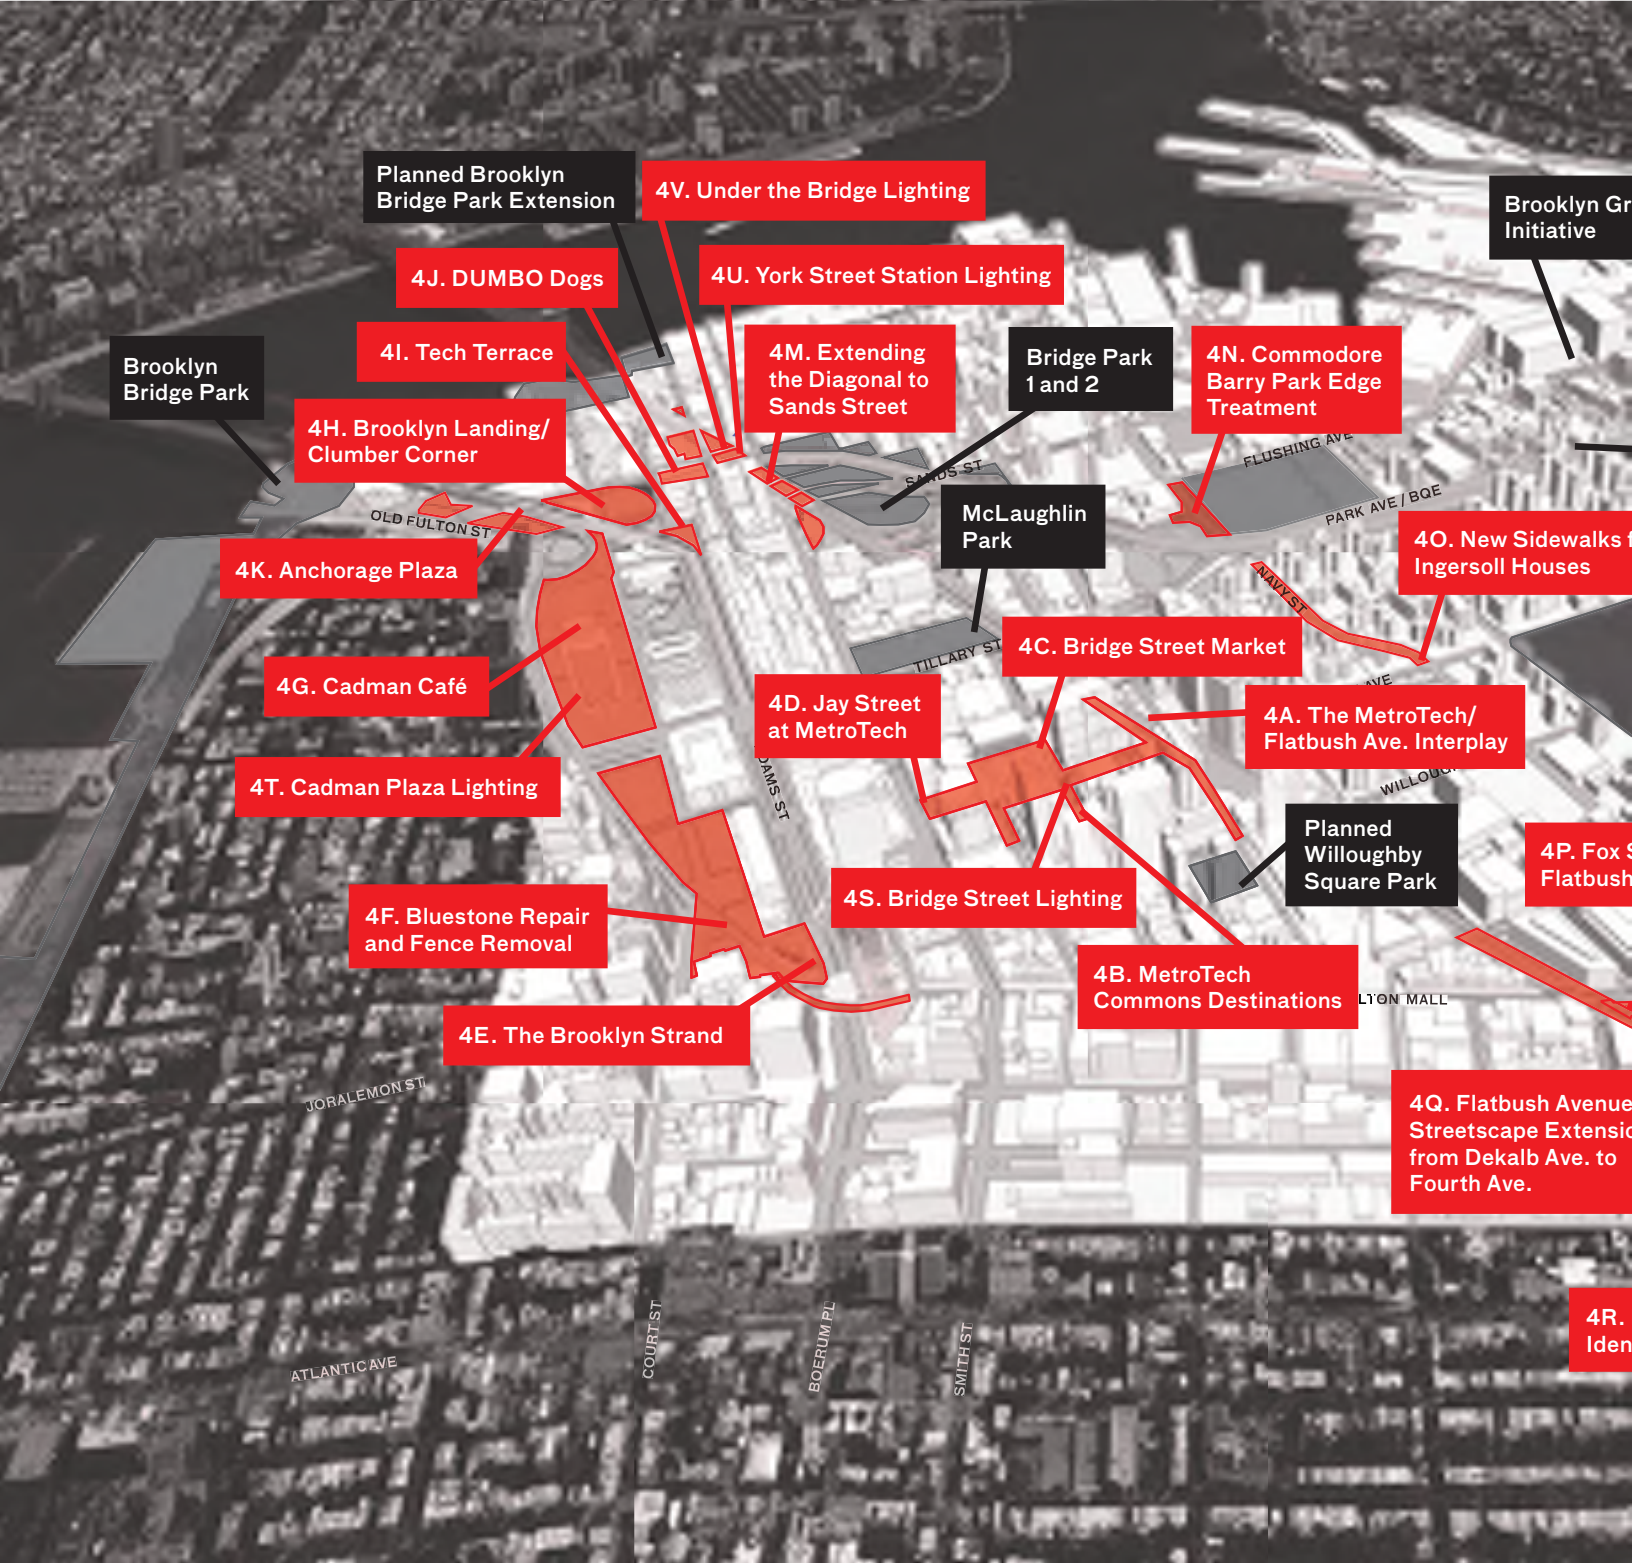 Planned Brooklyn
Bridge Park Extension
4V. Under the Bridge Lighting
Brooklyn Gr
Initiative
4J. DUMBO Dogs
4U. York Street Station Lighting
4I. Tech Terrace
Brooklyn
Bridge Park
4M. Extending
the Diagonal to
Sands Street
Bridge Park
1 and 2
4N. Commodore
Barry Park Edge
Treatment
4H. Brooklyn Landing/
Clumber Corner
FLUSHING AVE
SANDS ST
PARK AVE / BQE
OLD FULTON ST
McLaughlin
Park
4O. New Sidewalks f
Ingersoll Houses
4K. Anchorage Plaza
NAVY ST
TILLARY ST
4C. Bridge Street Market
AVE
4G. Cadman Café
4D. Jay Street
at MetroTech
4A. The MetroTech/
Flatbush Ave. Interplay
4T. Cadman Plaza Lighting
DAMS ST
WILLOUG
Planned
Willoughby
Square Park
4P. Fox S
Flatbush
4S. Bridge Street Lighting
4F. Bluestone Repair
and Fence Removal
4B. MetroTech
Commons Destinations
LTON MALL
4E. The Brooklyn Strand
JORALEMON ST
4Q. Flatbush Avenue
Streetscape Extensio
from Dekalb Ave. to
Fourth Ave.
4R.
Iden
COURT ST
BOERUM PL
SMITH ST
ATLANTIC AVE